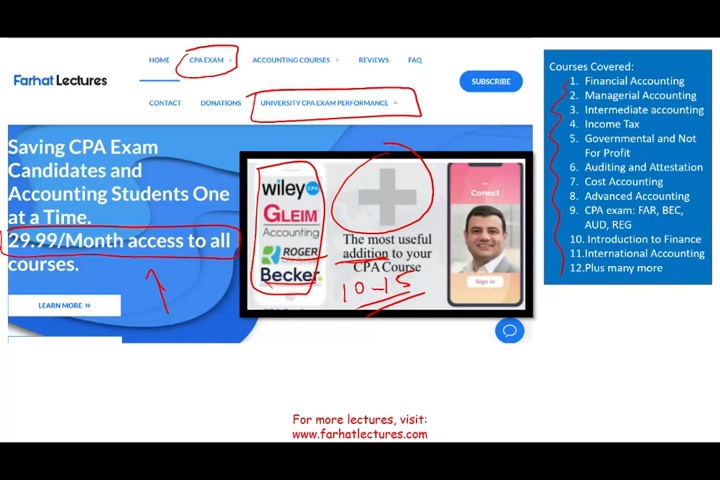 HOME
CPA EXAM
ACCOUNTING COURSES
REVIEWS
FAQ
Farhat Lectures
SUBSCRIBE
CONTACT
DONATIONS
UNIVERSITY CPA EXAM PERFORMANCE
Saving CPA Exam
Candidates and
Accounting Students One
at a Time.
29.99/Month access to all
courses.
LEARN MORE »
wiley CPA
GLEIM
Accounting
ROGER
Becker.
The most useful
addition to your
CPA Course
10-15
Conect
Sign in
Courses Covered:
1. Financial Accounting
2. Managerial Accounting
3. Intermediate accounting
4. Income Tax
5. Governmental and Not
For Profit
6. Auditing and Attestation
7. Cost Accounting
8. Advanced Accounting
9. CPA exam: FAR, BEC,
AUD, REG
10. Introduction to Finance
11.International Accounting
12.Plus many more
For more lectures, visit:
www.farhatlectures.com